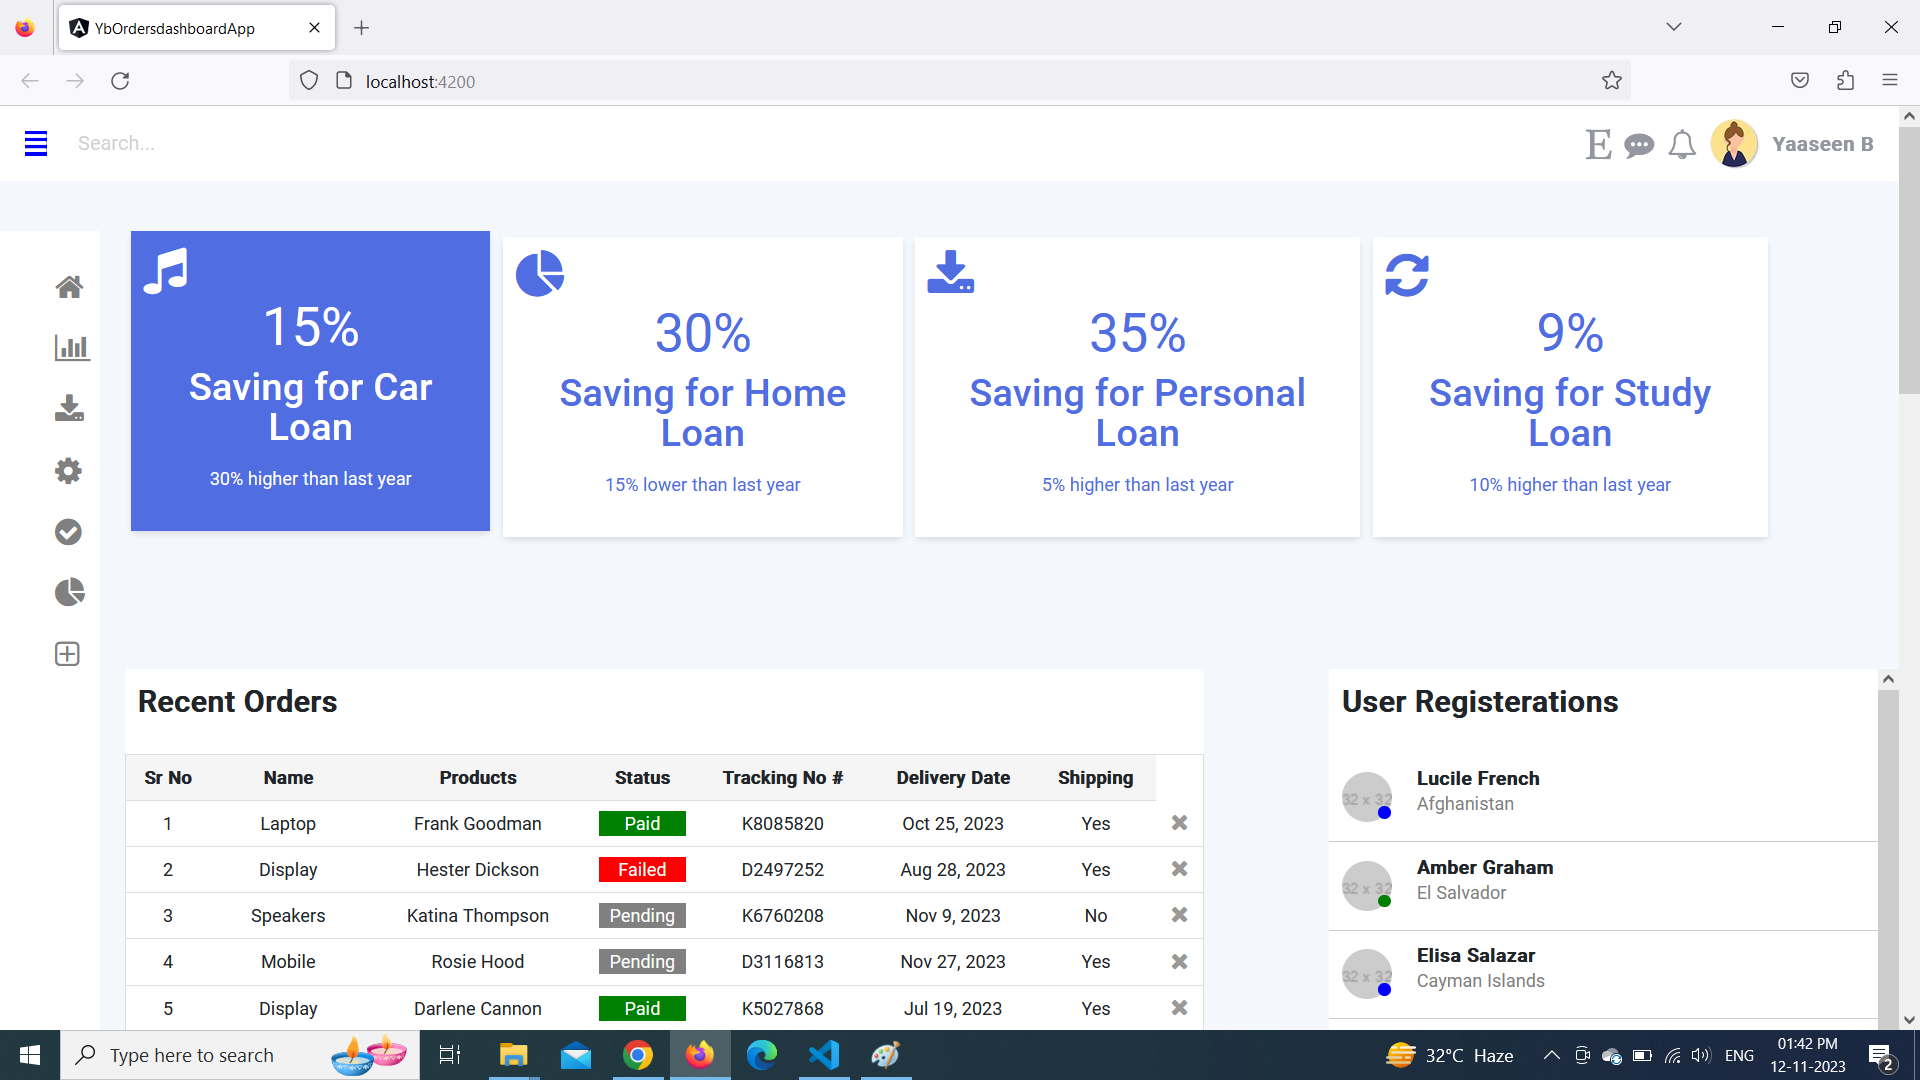 YbOrdersdashboardApp
localhost:4200
Search...
E
Yaaseen B
15%
Saving for Car
Loan
30% higher than last year
30%
Saving for Home
Loan
15% lower than last year
35%
Saving for Personal
Loan
5% higher than last year
9%
Saving for Study
Loan
10% higher than last year
Recent Orders
Sr No Name Products Status Tracking No # Delivery Date Shipping
1 Laptop Frank Goodman Paid K8085820 Oct 25, 2023 Yes
2 Display Hester Dickson Failed D2497252 Aug 28, 2023 Yes
3 Speakers Katina Thompson Pending K6760208 Nov 9, 2023 No
4 Mobile Rosie Hood Pending D3116813 Nov 27, 2023 Yes
5 Display Darlene Cannon Paid K5027868 Jul 19, 2023 Yes
User Registerations
32 x 32
Lucile French
Afghanistan
32 x 32
Amber Graham
El Salvador
32 x 32
Elisa Salazar
Cayman Islands
Type here to search
32°C Haze
ENG
01:42 PM
12-11-2023
2